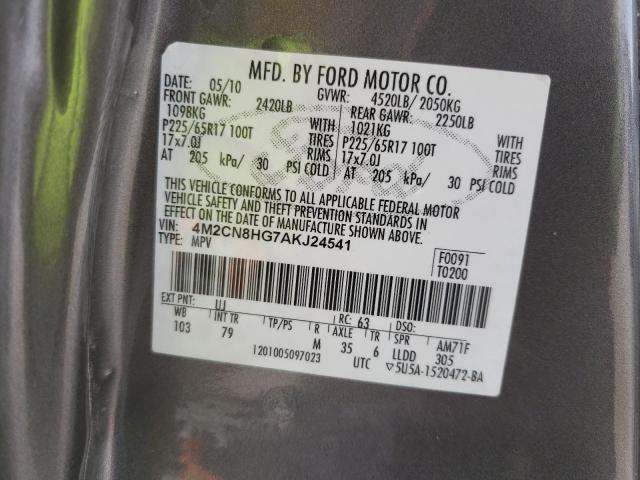 MFD. BY FORD MOTOR CO.
DATE: 05/10 GVWR: 4520LB/ 2050KG
FRONT GAWR: 2420LB REAR GAWR: 2250LB
1098KG WITH 1021KG WITH
P225/65R17 100T TIRES P225/65R17 100T TIRES
17x7.0J RIMS 17x7.0J RIMS
AT 205 kPa/ 30 PSI COLD AT 205 kPa/ 30 PSI COLD
THIS VEHICLE CONFORMS TO ALL APPLICABLE FEDERAL MOTOR
VEHICLE SAFETY AND THEFT PREVENTION STANDARDS IN
EFFECT ON THE DATE OF MANUFACTURE SHOWN ABOVE.
VIN: 4M2CN8HG7AKJ24541
TYPE: MPV
F0091
T0200
EXT PNT: UJ RC: 63 DSO:
WB INT TR TP/PS R AXLE TR SPR AM71F
103 79 M 35 6 LLDD 305
1201005097023 UTC ▽5U5A-1520472-BA